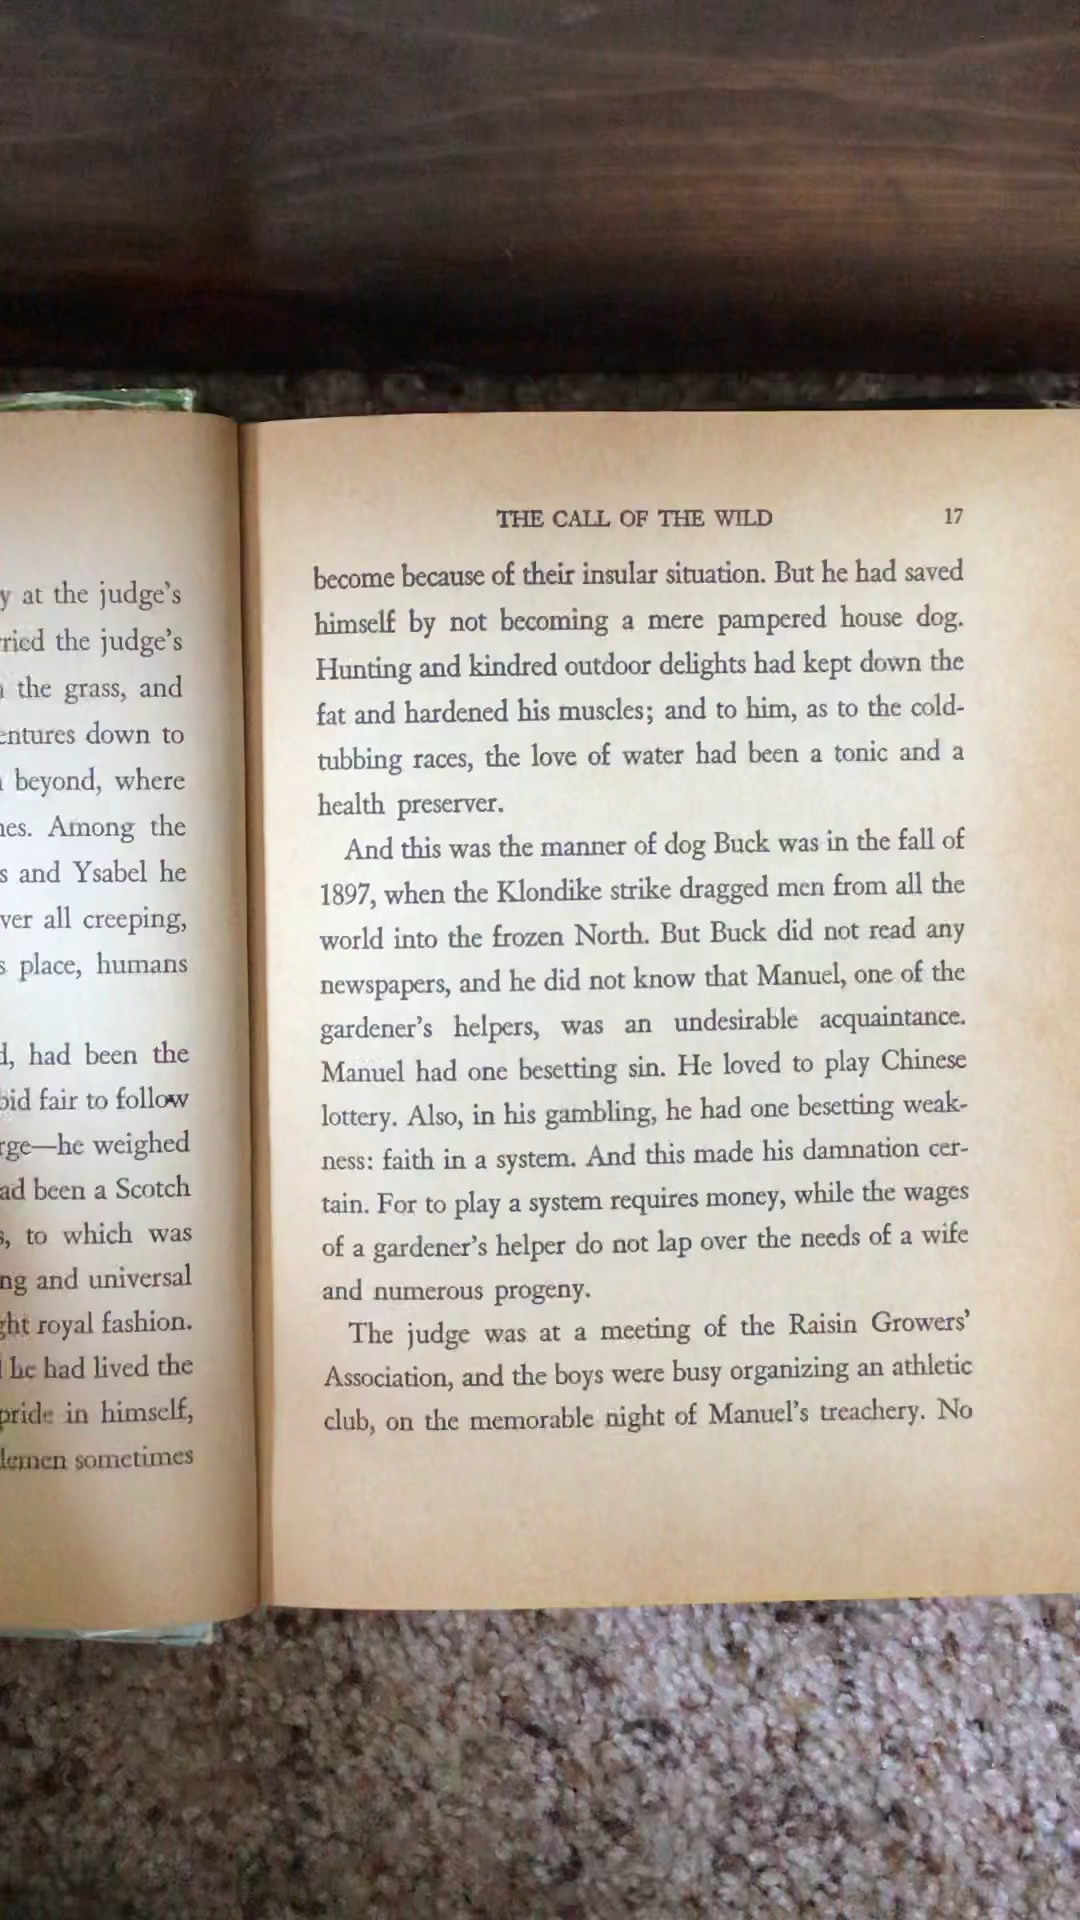 at the judge's
the judge's
the grass, and
down to
beyond, where
Among the
and Ysabel he
all creeping,
place, humans
had been the
fair to follow
he weighed
been a Scotch
to which was
and universal
royal fashion.
he had lived the
pride in himself,
sometimes
THE CALL OF THE WILD 17
become because of their insular situation. But he had saved
himself by not becoming a mere pampered house dog.
Hunting and kindred outdoor delights had kept down the
fat and hardened his muscles; and to him, as to the cold-
tubbing races, the love of water had been a tonic and a
health preserver.
And this was the manner of dog Buck was in the fall of
1897, when the Klondike strike dragged men from all the
world into the frozen North. But Buck did not read any
newspapers, and he did not know that Manuel, one of the
gardener's helpers, was an undesirable acquaintance.
Manuel had one besetting sin. He loved to play Chinese
lottery. Also, in his gambling, he had one besetting weak-
ness: faith in a system. And this made his damnation cer-
tain. For to play a system requires money, while the wages
of a gardener's helper do not lap over the needs of a wife
and numerous progeny.
The judge was at a meeting of the Raisin Growers'
Association, and the boys were busy organizing an athletic
club, on the memorable night of Manuel's treachery. No